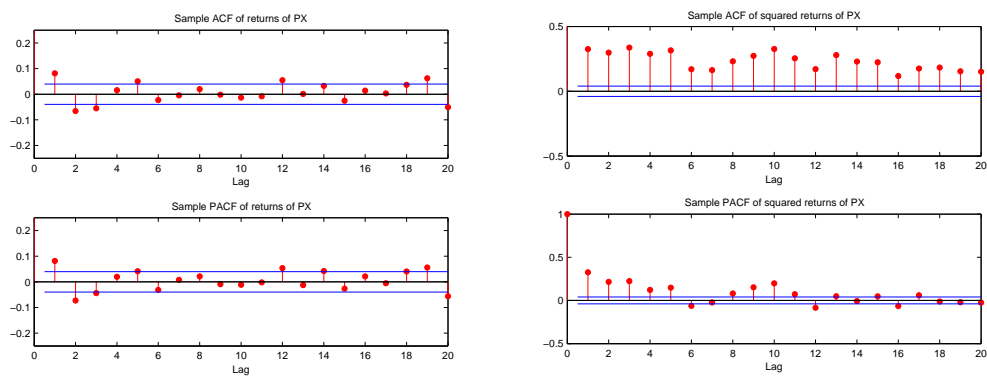 Sample ACF of returns of PX
0.2
0.1
0
−0.1
−0.2
0 2 4 6 8 10 12 14 16 18 20
Lag
Sample PACF of returns of PX
0.2
0.1
0
−0.1
−0.2
0 2 4 6 8 10 12 14 16 18 20
Lag
Sample ACF of squared returns of PX
0.5
0
−0.5
0 2 4 6 8 10 12 14 16 18 20
Lag
Sample PACF of squared returns of PX
1
0.5
0
−0.5
0 2 4 6 8 10 12 14 16 18 20
Lag